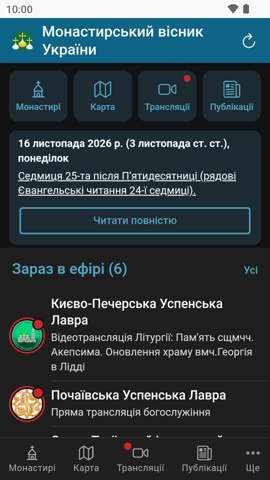 10:00
Монастирський вісник
України
Монастирі
Карта
Трансляції
Публікації
16 листопада 2026 р. (3 листопада ст. ст.),
понеділок
Седмиця 25-та після П'ятидесятниці (рядові
Євангельські читання 24-ї седмиці).
Читати повністю
Зараз в ефірі (6)
Усі
Києво-Печерська Успенська
Лавра
Відеотрансляція Літургії: Пам'ять сщмчч.
Акепсима. Оновлення храму вмч.Георгія
в Лідді
Почаївська Успенська Лавра
Пряма трансляція богослужіння
Монастирі
Карта
Трансляції
Публікації
Ще